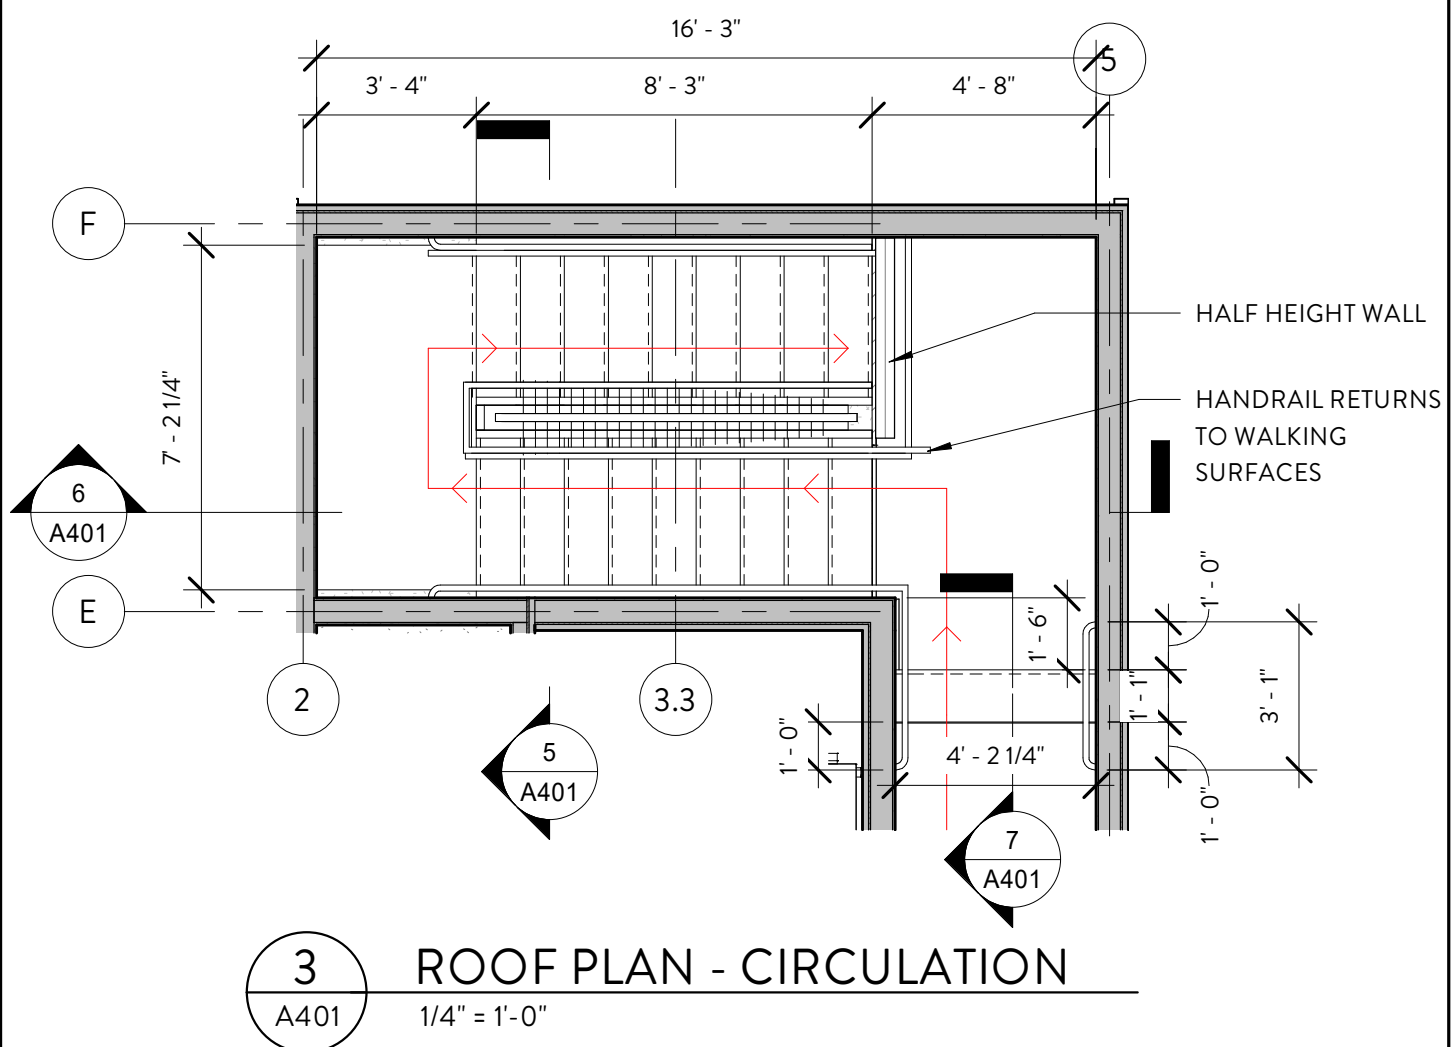 16' - 3"
5
3' - 4"
8' - 3"
4' - 8"
F
HALF HEIGHT WALL
7' - 2 1/4"
HANDRAIL RETURNS
TO WALKING
SURFACES
6
A401
E
1' - 0"
1' - 6"
2
3.3
1' - 1"
3' - 1"
1' - 0"
4' - 2 1/4"
5
A401
1' - 0"
7
A401
3
A401
ROOF PLAN - CIRCULATION
1/4" = 1'-0"